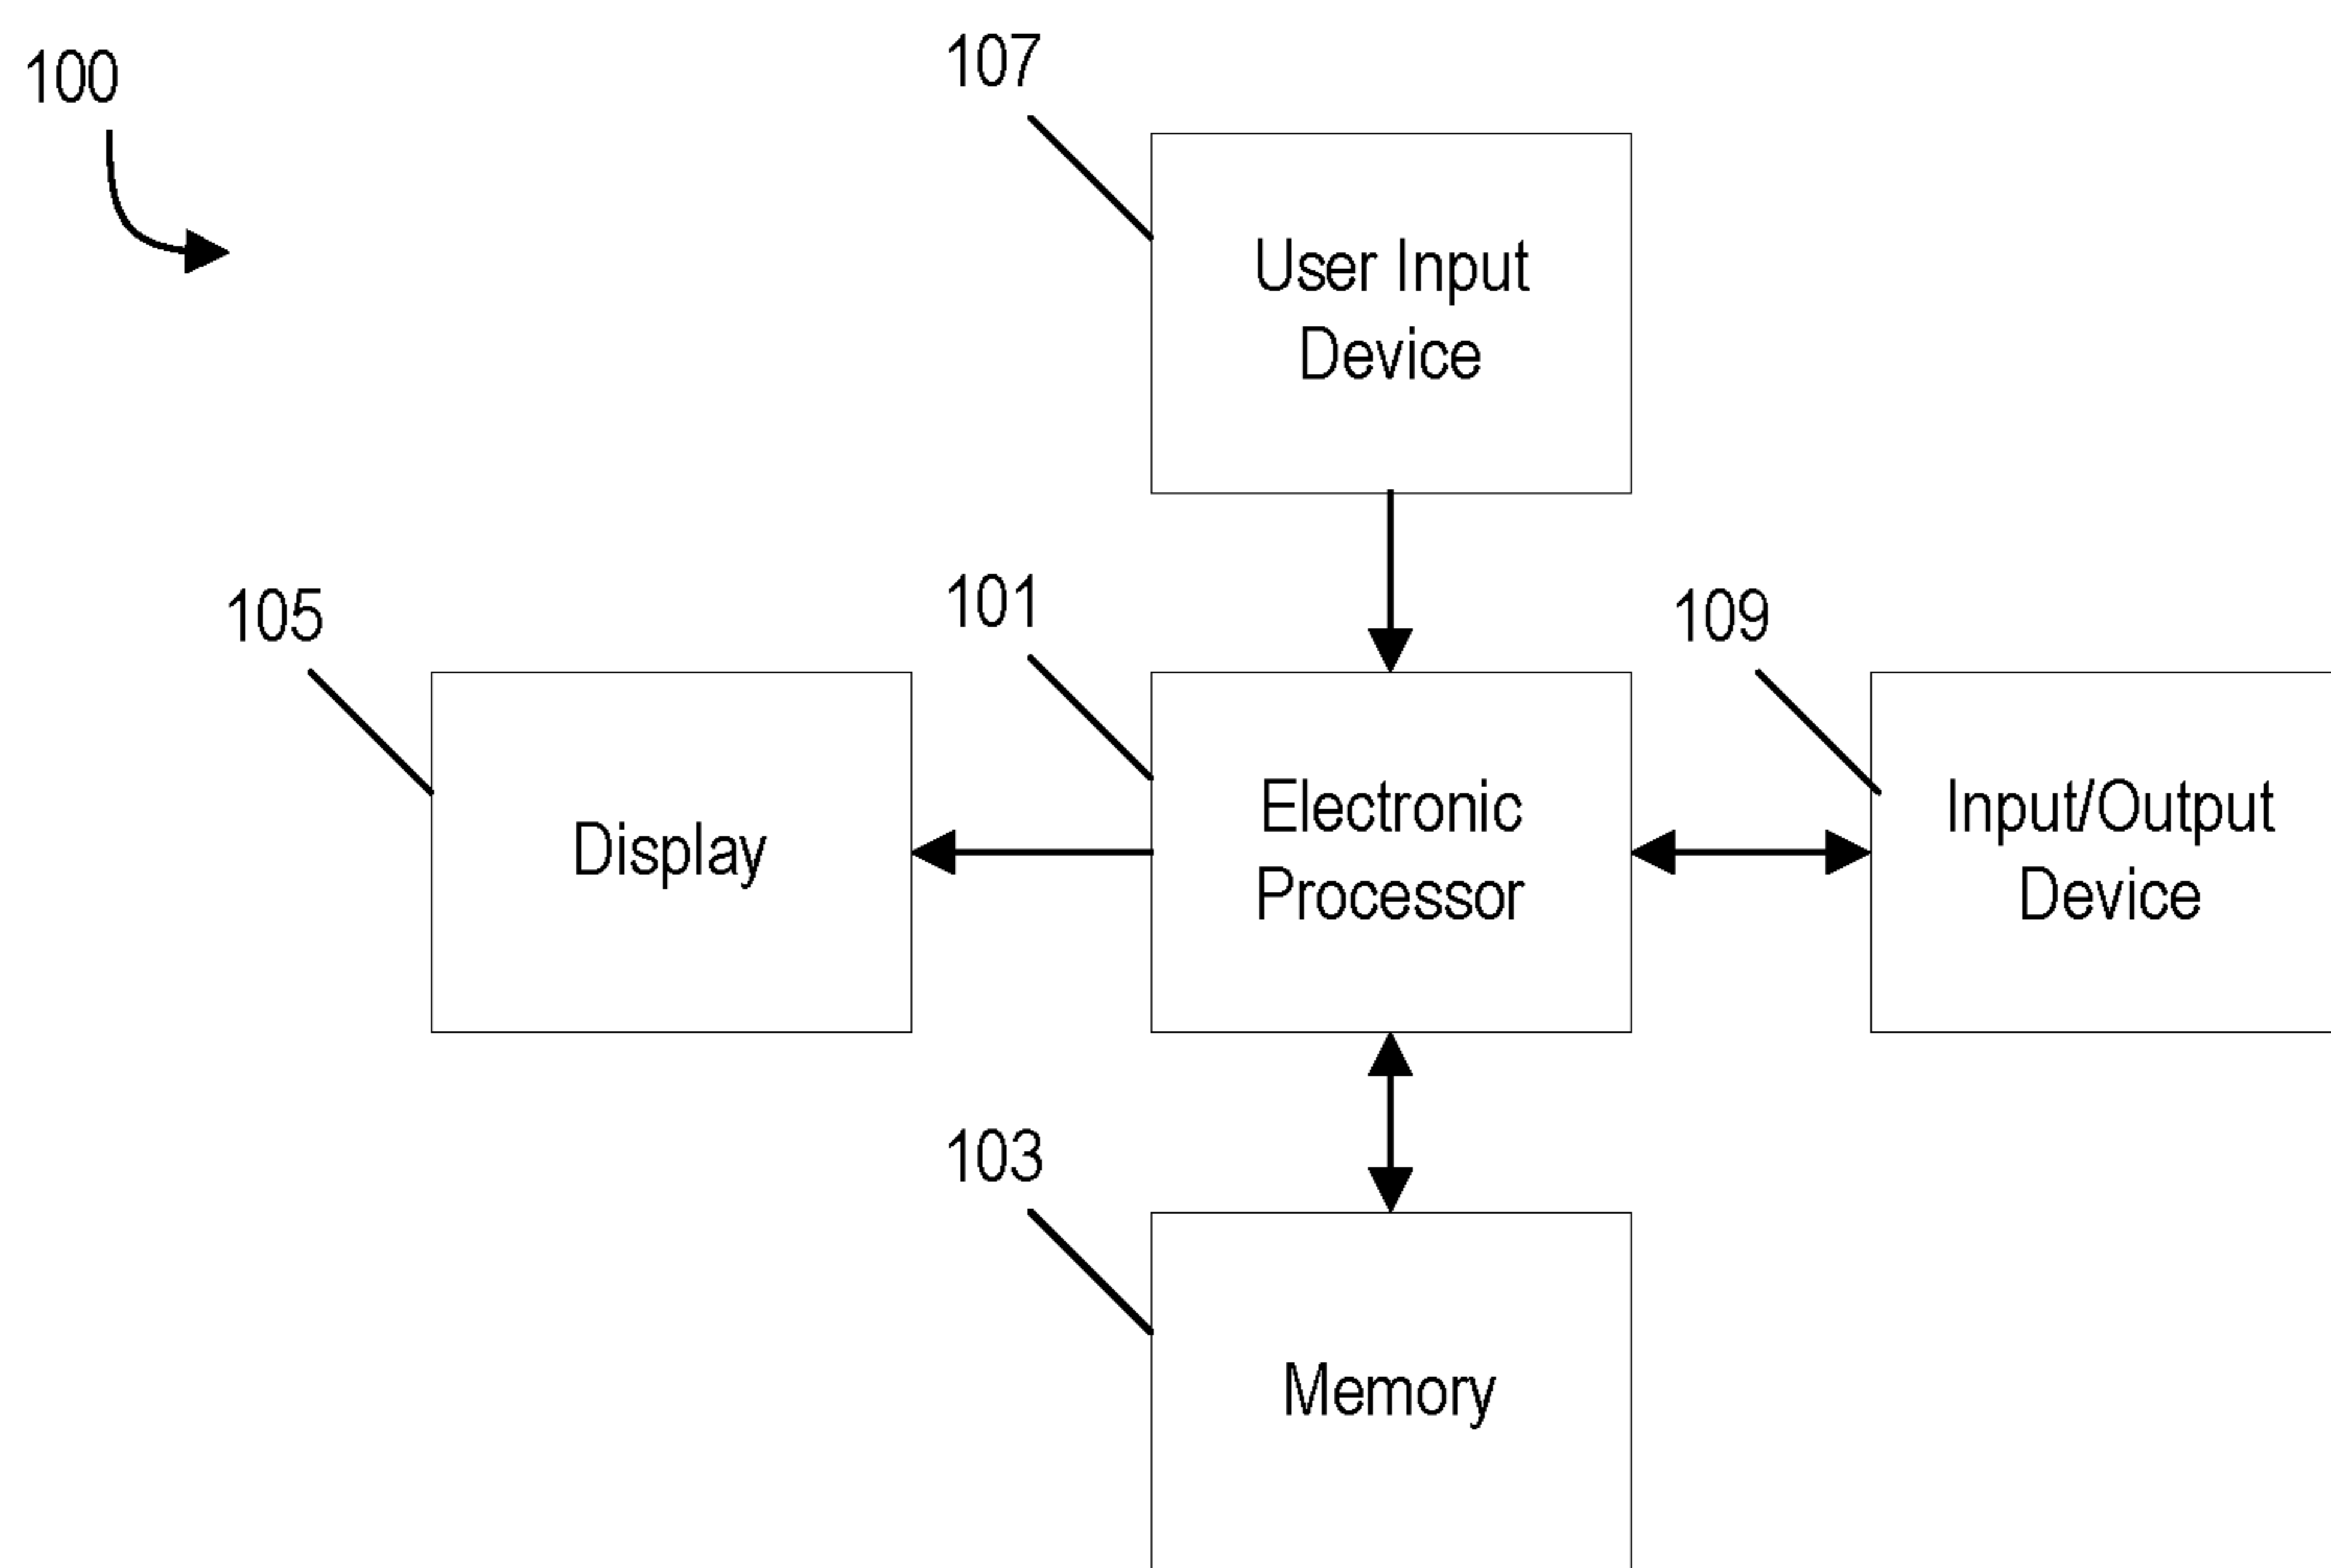 100
107
User Input
Device
105
101
109
Display
Electronic
Processor
Input/Output
Device
103
Memory